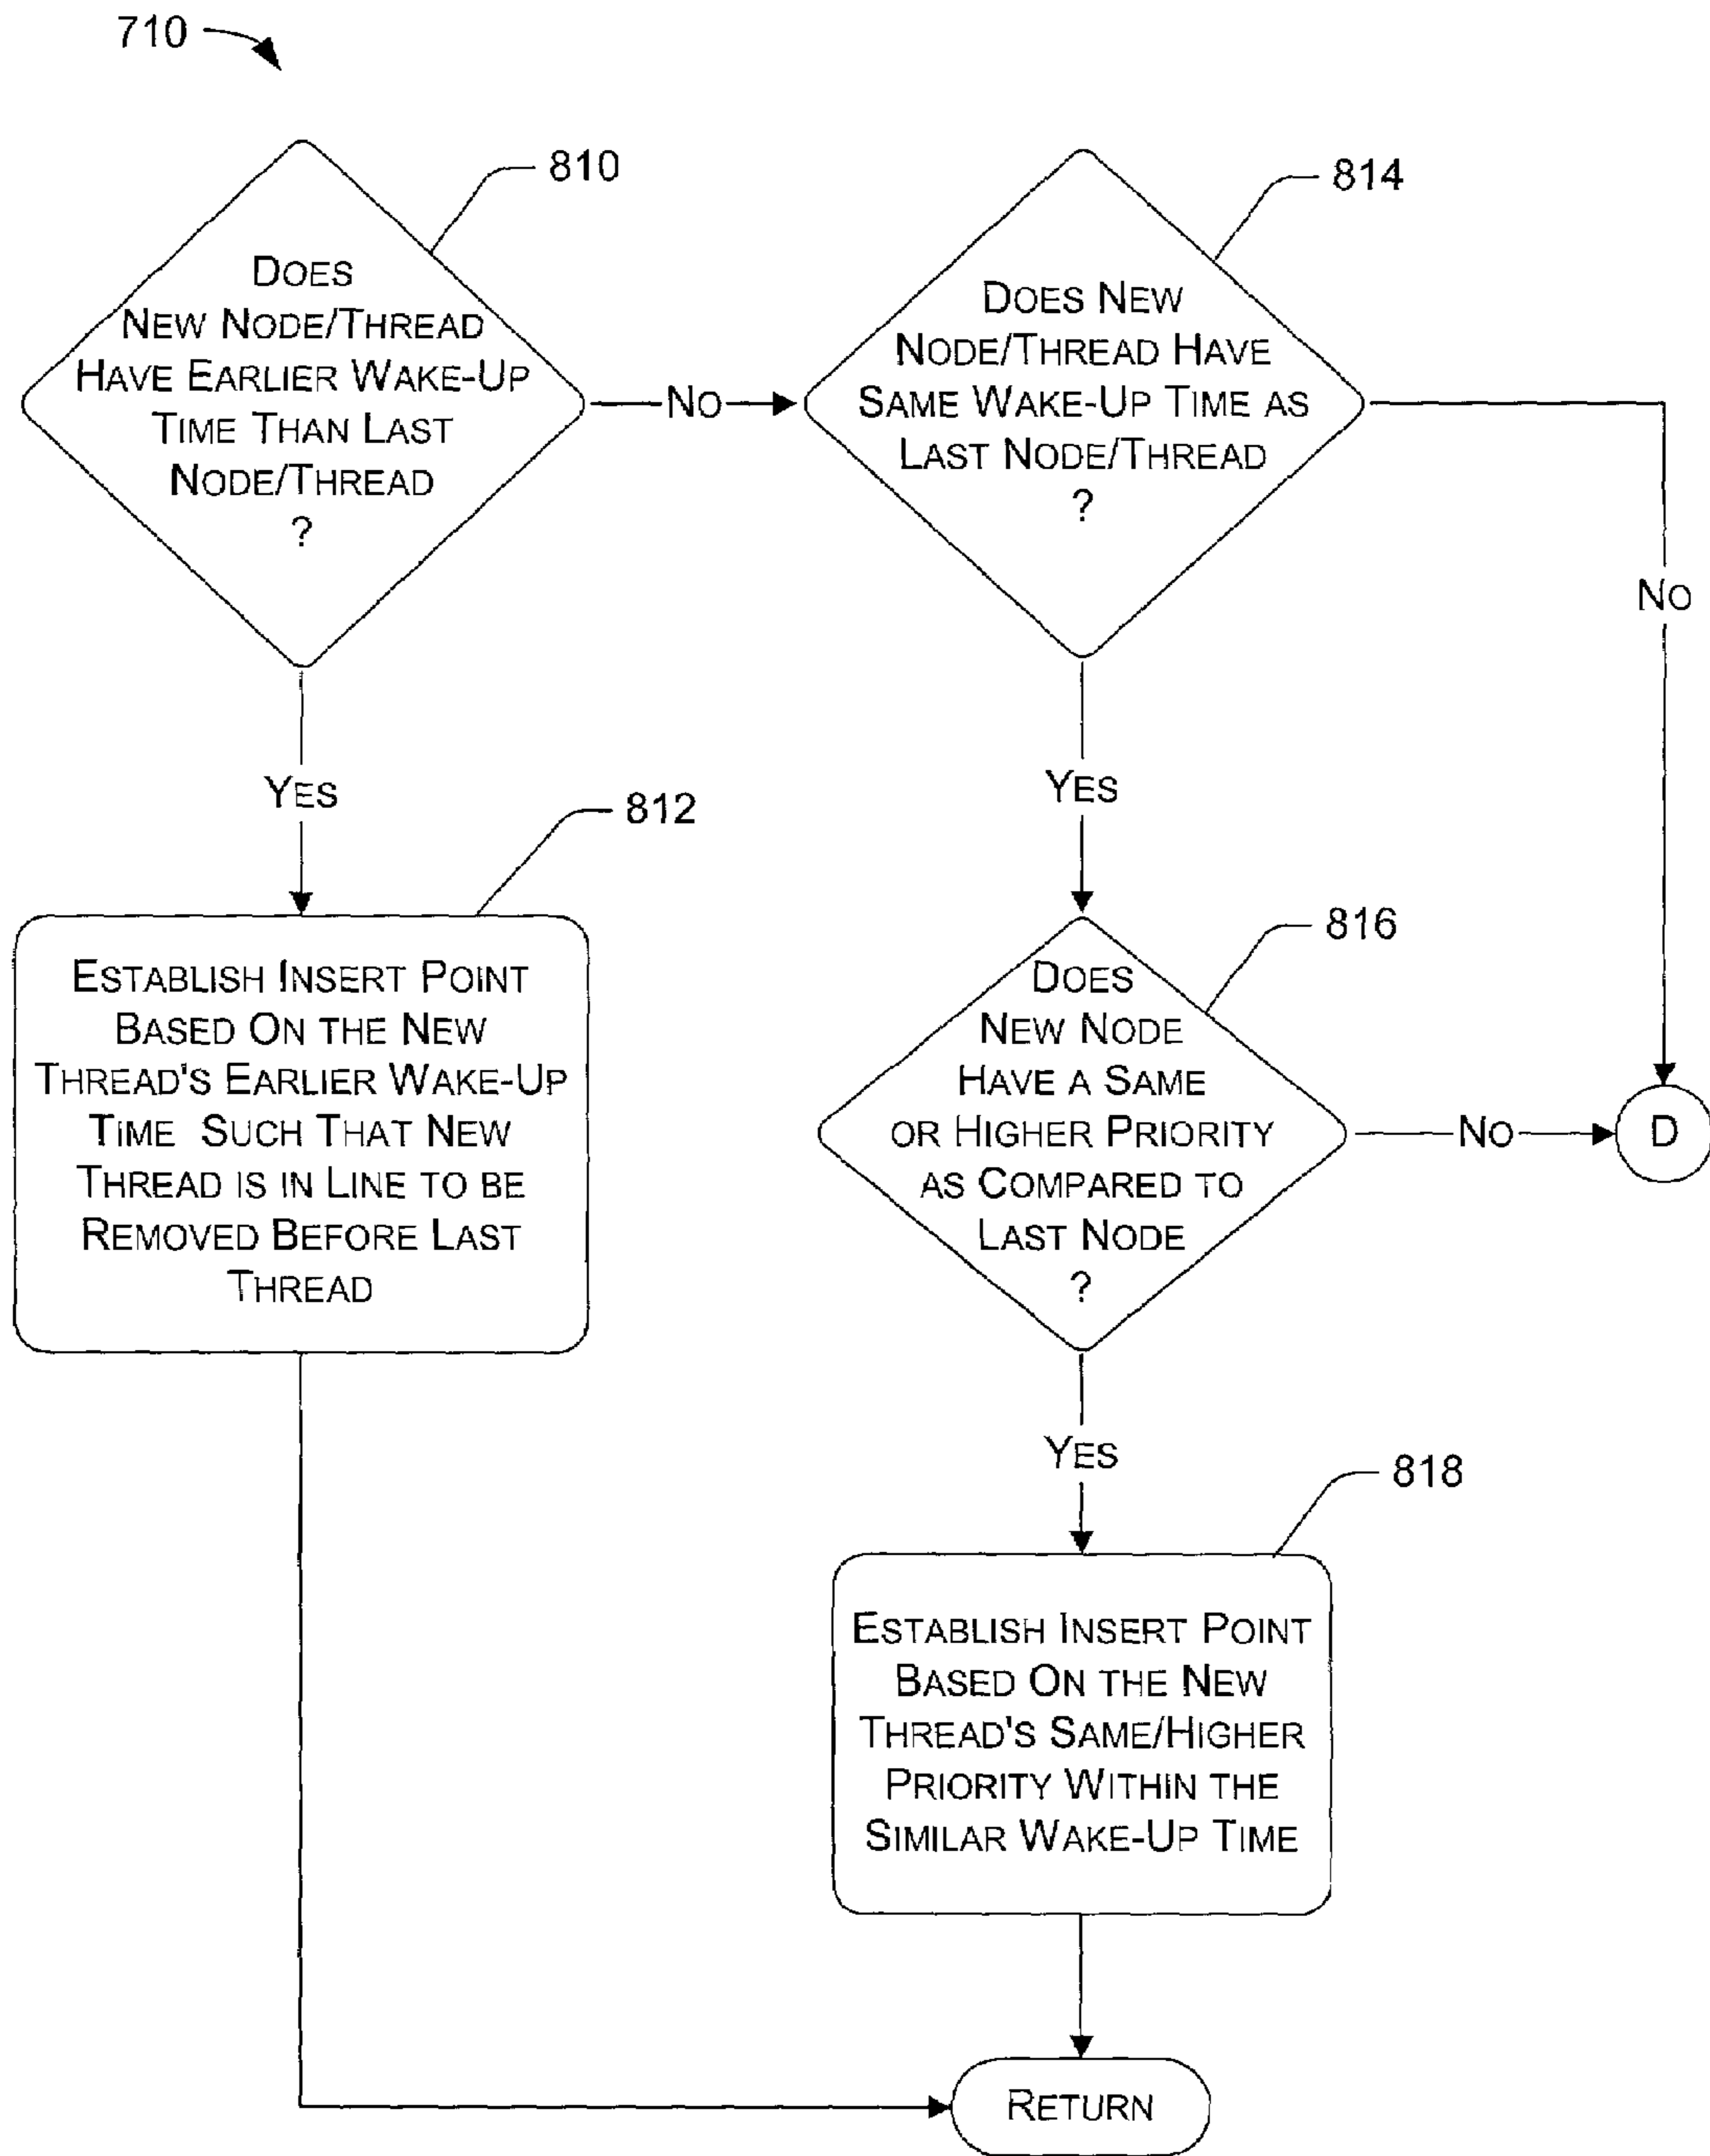 710
810
DOES
NEW NODE/THREAD
HAVE EARLIER WAKE-UP
TIME THAN LAST
NODE/THREAD
?
NO
814
DOES NEW
NODE/THREAD HAVE
SAME WAKE-UP TIME AS
LAST NODE/THREAD
?
NO
YES
812
ESTABLISH INSERT POINT
BASED ON THE NEW
THREAD'S EARLIER WAKE-UP
TIME SUCH THAT NEW
THREAD IS IN LINE TO BE
REMOVED BEFORE LAST
THREAD
YES
816
DOES
NEW NODE
HAVE A SAME
OR HIGHER PRIORITY
AS COMPARED TO
LAST NODE
?
NO
D
YES
818
ESTABLISH INSERT POINT
BASED ON THE NEW
THREAD'S SAME/HIGHER
PRIORITY WITHIN THE
SIMILAR WAKE-UP TIME
RETURN